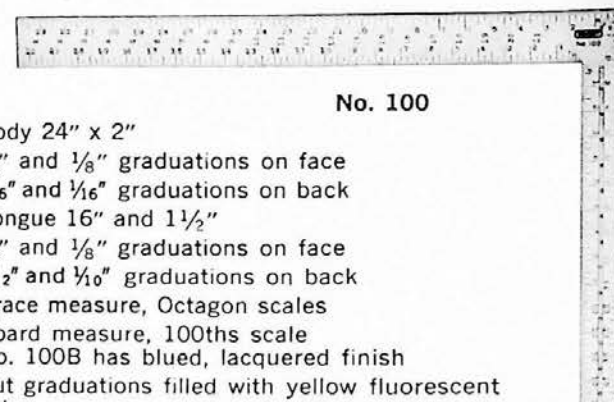 No. 100
ody 24" x 2"
" and 1/8" graduations on face
6" and 1/16" graduations on back
ongue 16" and 1 1/2"
" and 1/8" graduations on face
2" and 1/10" graduations on back
race measure, Octagon scales
oard measure, 100ths scale
o. 100B has blued, lacquered finish
ut graduations filled with yellow fluorescent